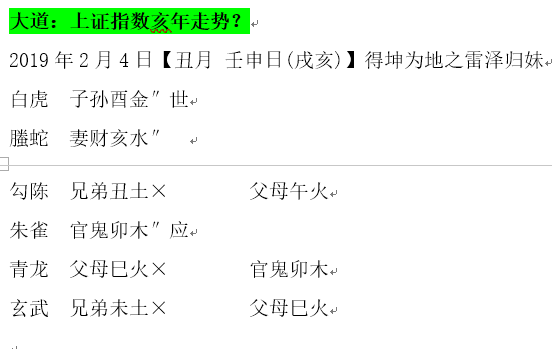 大道：上证指数亥年走势？
2019年2月4日【丑月 壬申日(戌亥)】得坤为地之雷泽归妹
白虎 子孙酉金″世
螣蛇 妻财亥水″
勾陈 兄弟丑土× 父母午火
朱雀 官鬼卯木″应
青龙 父母巳火× 官鬼卯木
玄武 兄弟未土× 父母巳火